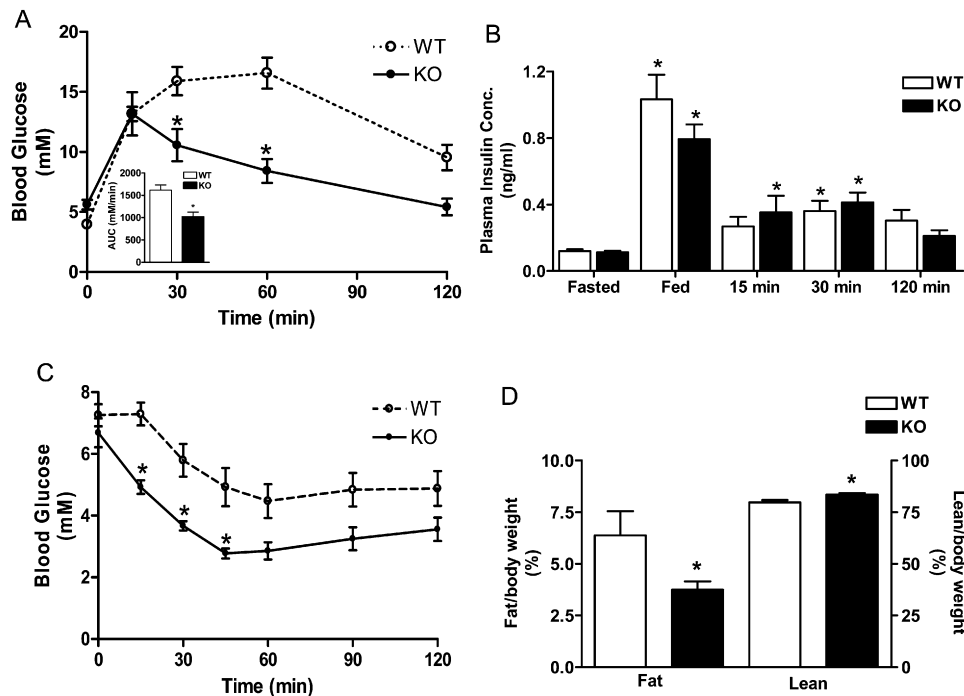 A
20
15
10
5
0
Blood Glucose
(mM)
WT
KO
*
*
2000
1500
1000
500
0
AUC (mM/min)
WT
KO
*
0
30
60
90
120
Time (min)
B
1.2
0.8
0.4
0.0
Plasma Insulin Conc.
(ng/ml)
WT
KO
*
*
*
*
*
Fasted
Fed
15 min
30 min
120 min
C
8
6
4
2
0
Blood Glucose
(mM)
WT
KO
*
*
*
0
30
60
90
120
Time (min)
D
WT
KO
10.0
7.5
5.0
2.5
0.0
Fat/body weight
(%)
*
*
100
75
50
25
0
Lean/body weight
(%)
Fat
Lean